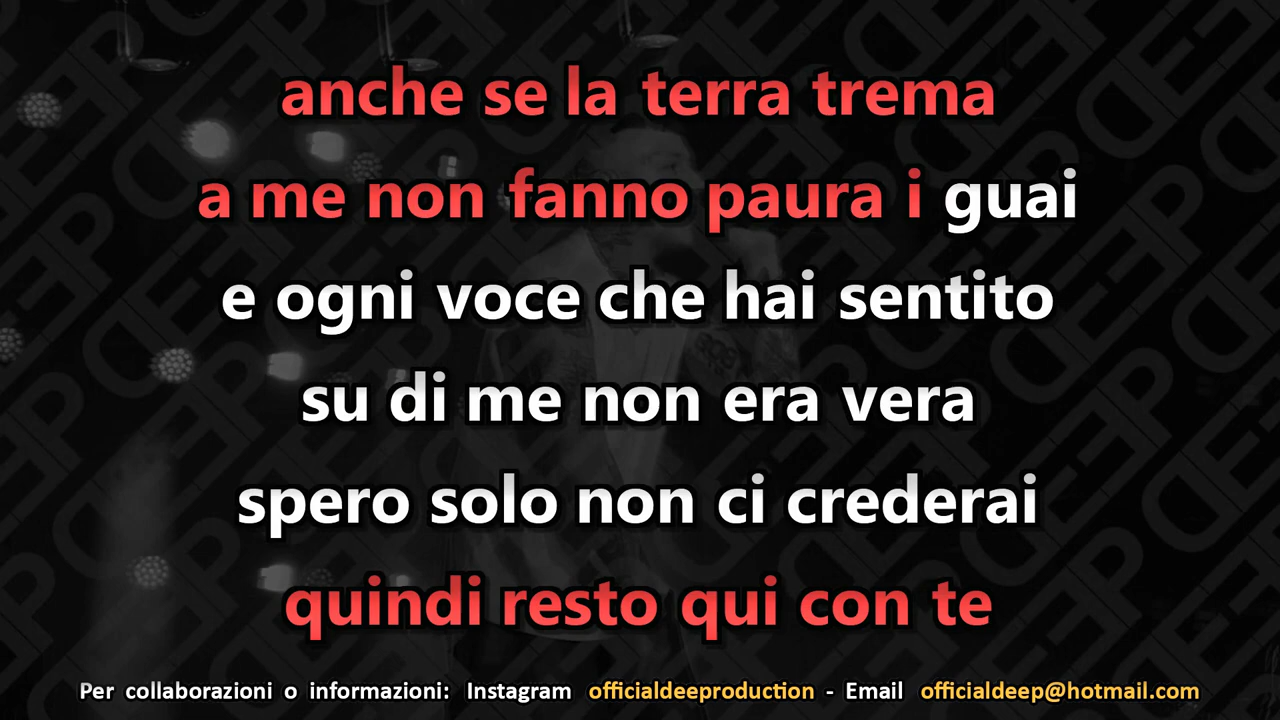 anche se la terra trema
a me non fanno paura i guai
e ogni voce che hai sentito
su di me non era vera
spero solo non ci crederai
quindi resto qui con te
Per collaborazioni o informazioni: Instagram officialdeeproduction - Email officialdeep@hotmail.com